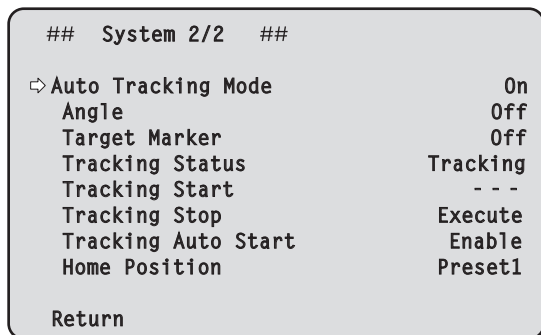 ## System 2/2 ##
⇨Auto Tracking Mode On
Angle Off
Target Marker Off
Tracking Status Tracking
Tracking Start - - -
Tracking Stop Execute
Tracking Auto Start Enable
Home Position Preset1
Return